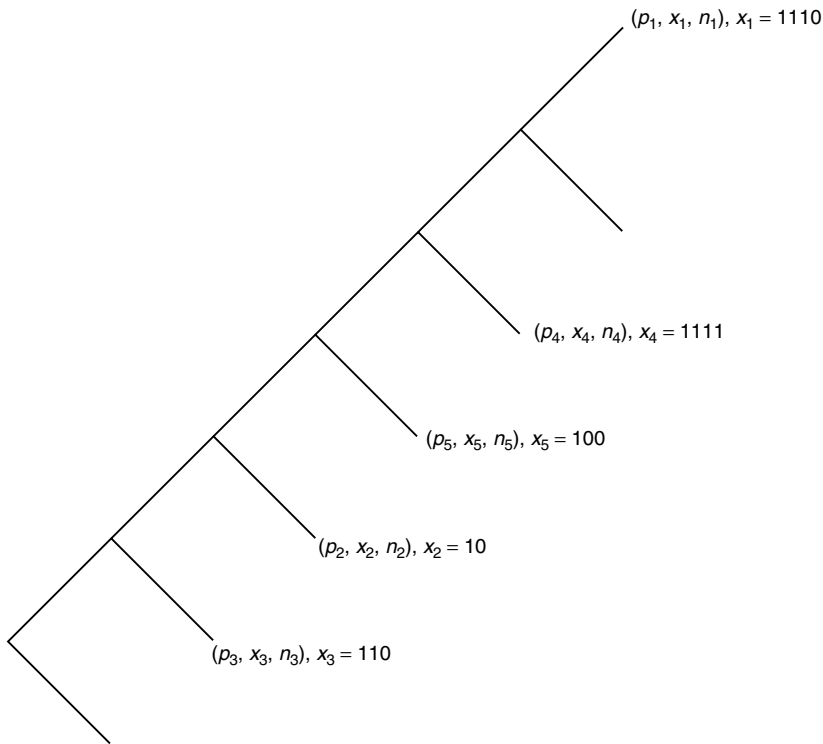 (p₁, x₁, n₁), x₁ = 1110
(p₄, x₄, n₄), x₄ = 1111
(p₅, x₅, n₅), x₅ = 100
(p₂, x₂, n₂), x₂ = 10
(p₃, x₃, n₃), x₃ = 110